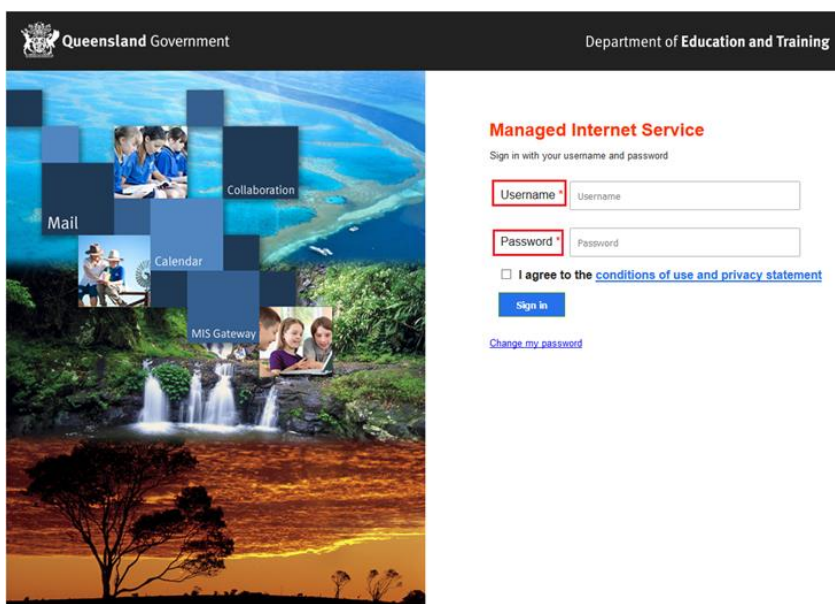 Queensland Government
Department of Education and Training
Collaboration
Mail
Calendar
MIS Gateway
Managed Internet Service
Sign in with your username and password
Username * Username
Password * Password
I agree to the conditions of use and privacy statement
Sign in
Change my password